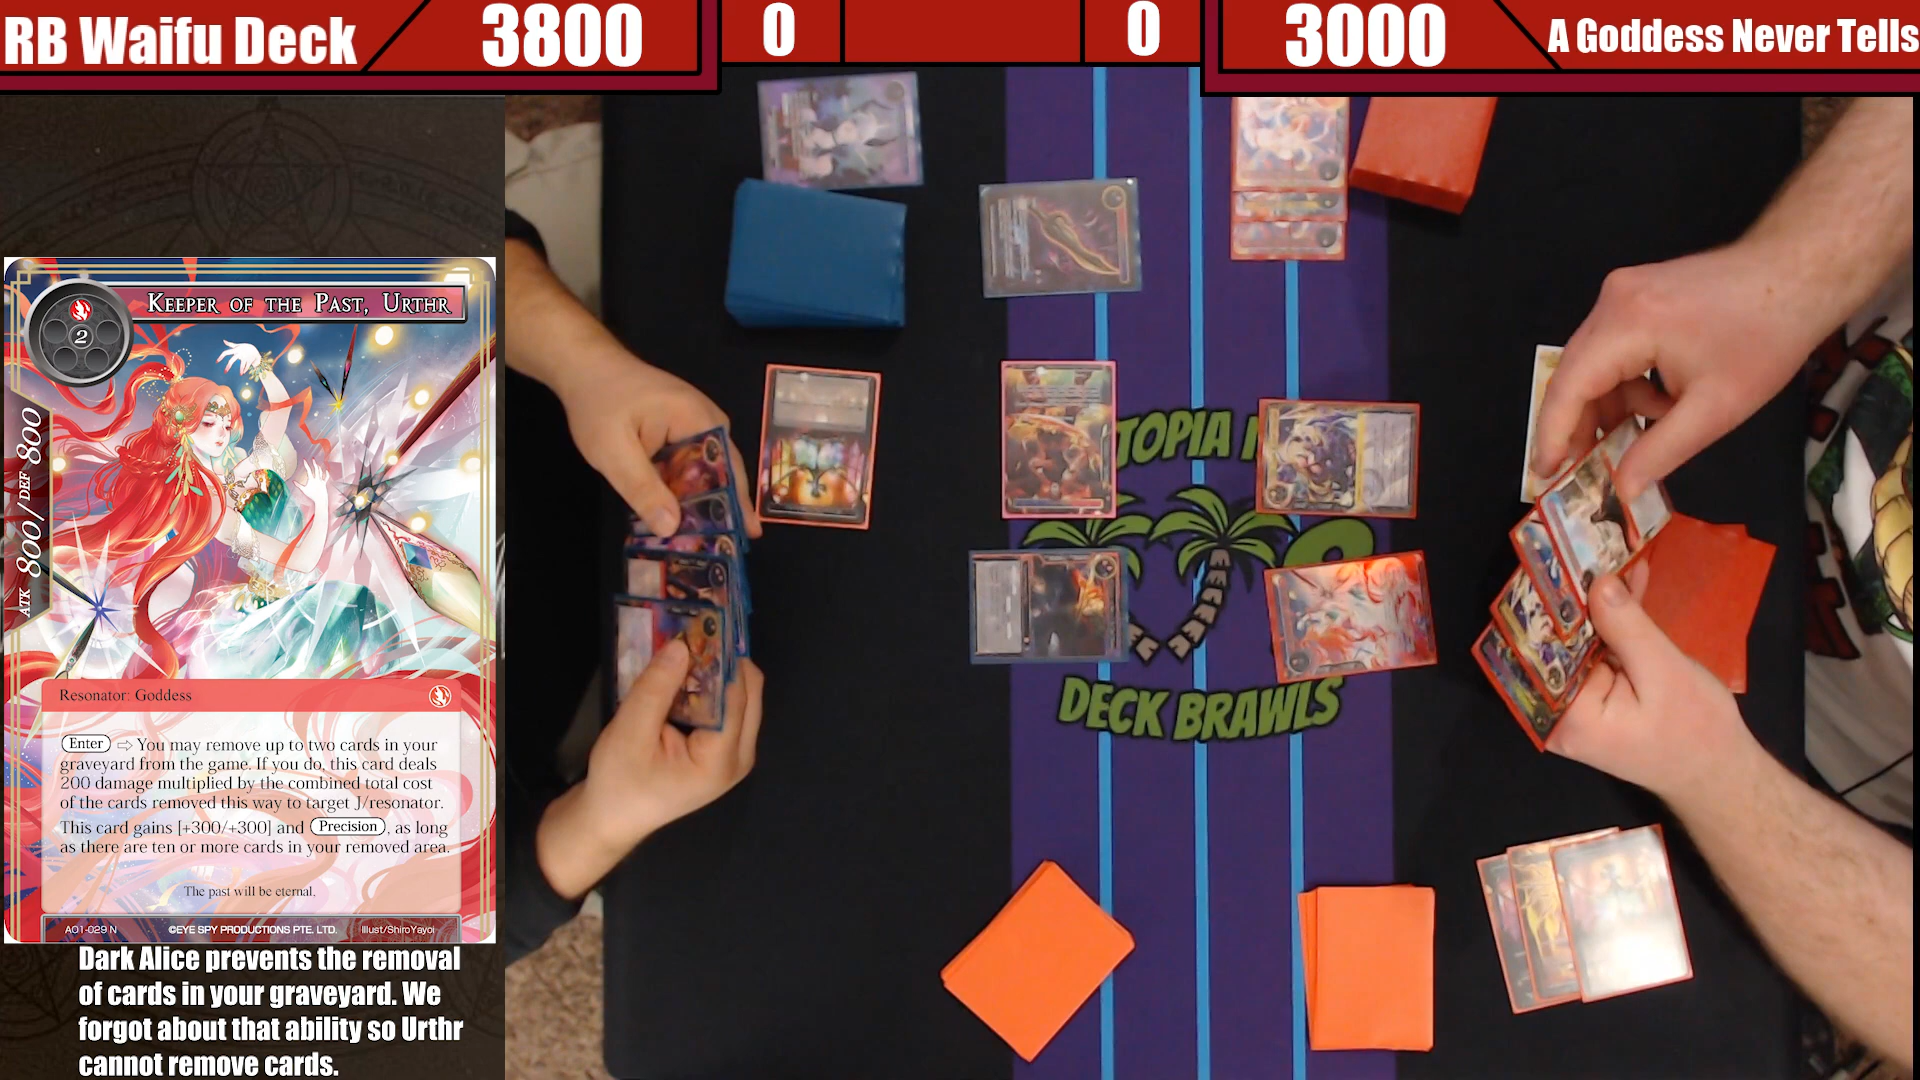 RB Waifu Deck
3800
0
0
3000
A Goddess Never Tells
2
KEEPER OF THE PAST, URTHR
ATK 800/DEF 800
Resonator: Goddess
Enter ⇨ You may remove up to two cards in your
graveyard from the game. If you do, this card deals
200 damage multiplied by the combined total cost
of the cards removed this way to target J/resonator.
This card gains [+300/+300] and Precision, as long
as there are ten or more cards in your removed area.
The past will be eternal.
AO1-029 N ©EYE SPY PRODUCTIONS PTE. LTD. Illust/ShiroYayoi
Dark Alice prevents the removal
of cards in your graveyard. We
forgot about that ability so Urthr
cannot remove cards.
TOPIA
DECK BRAWLS